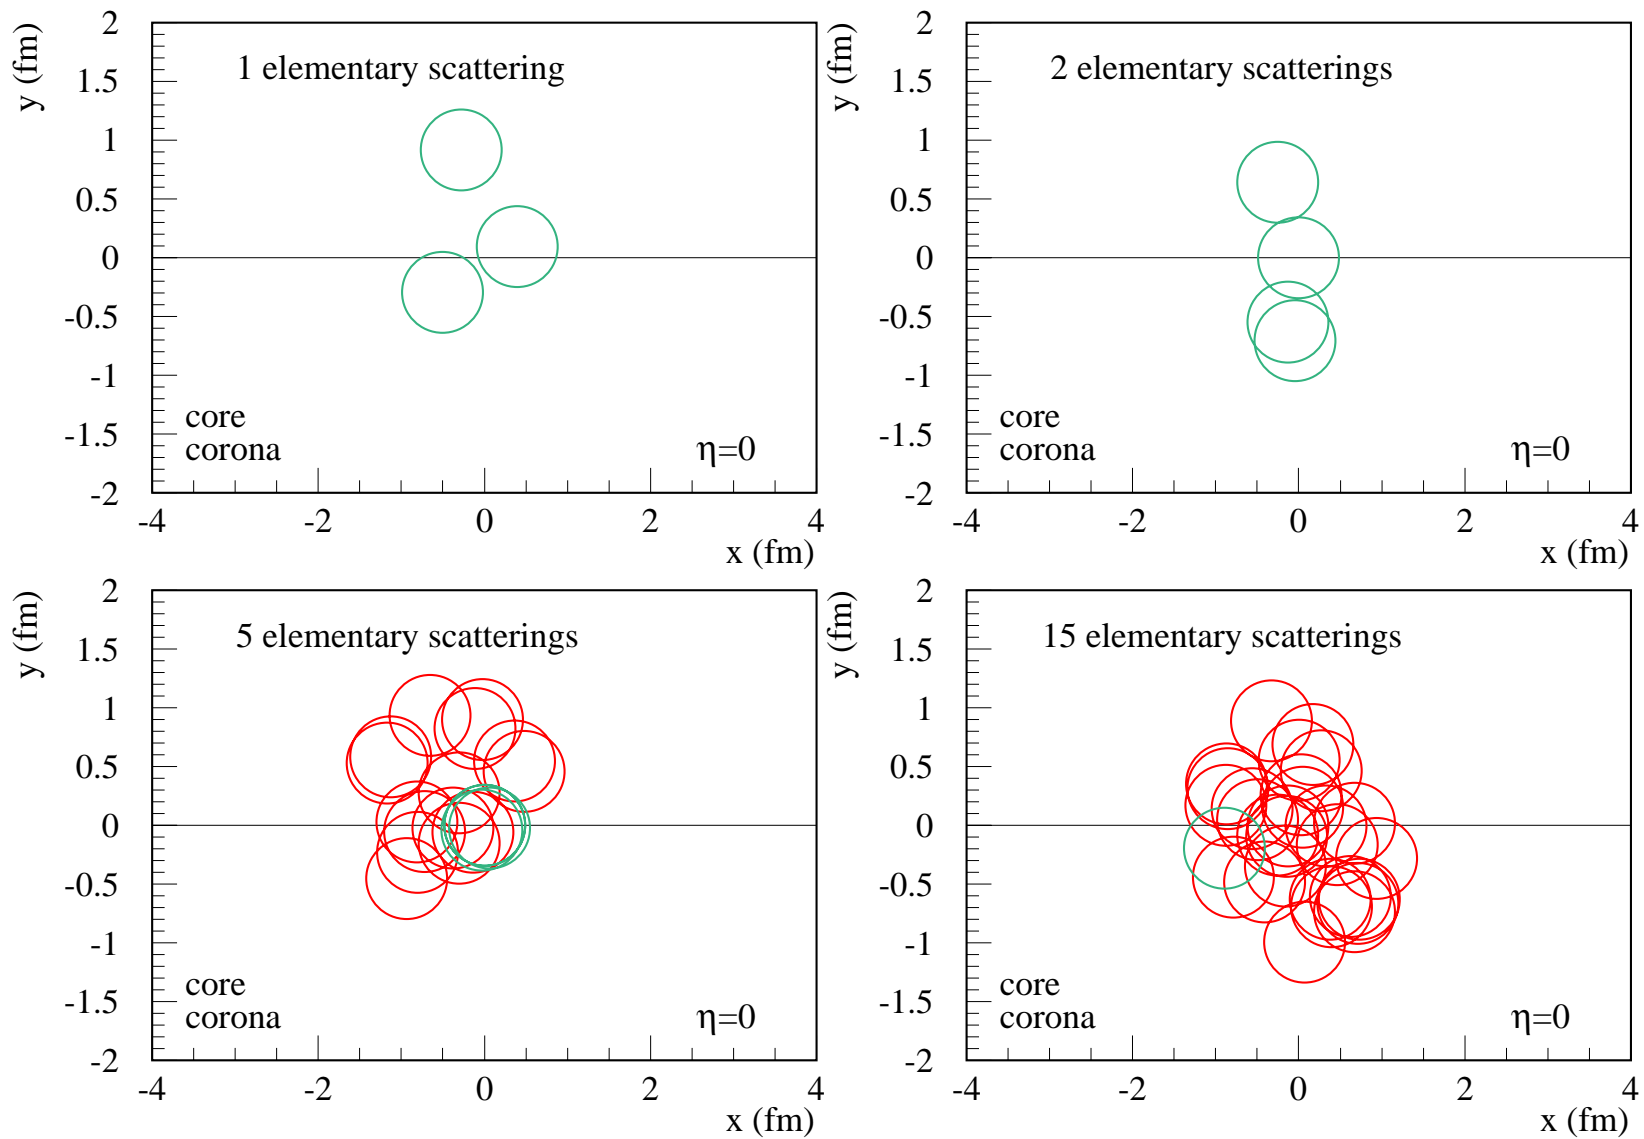 y (fm)
2
1.5
1
0.5
0
-0.5
-1
-1.5
-2
1 elementary scattering
core
corona
η=0
-4 -2 0 2 4
x (fm)
y (fm)
2
1.5
1
0.5
0
-0.5
-1
-1.5
-2
2 elementary scatterings
core
corona
η=0
-4 -2 0 2 4
x (fm)
y (fm)
2
1.5
1
0.5
0
-0.5
-1
-1.5
-2
5 elementary scatterings
core
corona
η=0
-4 -2 0 2 4
x (fm)
y (fm)
2
1.5
1
0.5
0
-0.5
-1
-1.5
-2
15 elementary scatterings
core
corona
η=0
-4 -2 0 2 4
x (fm)